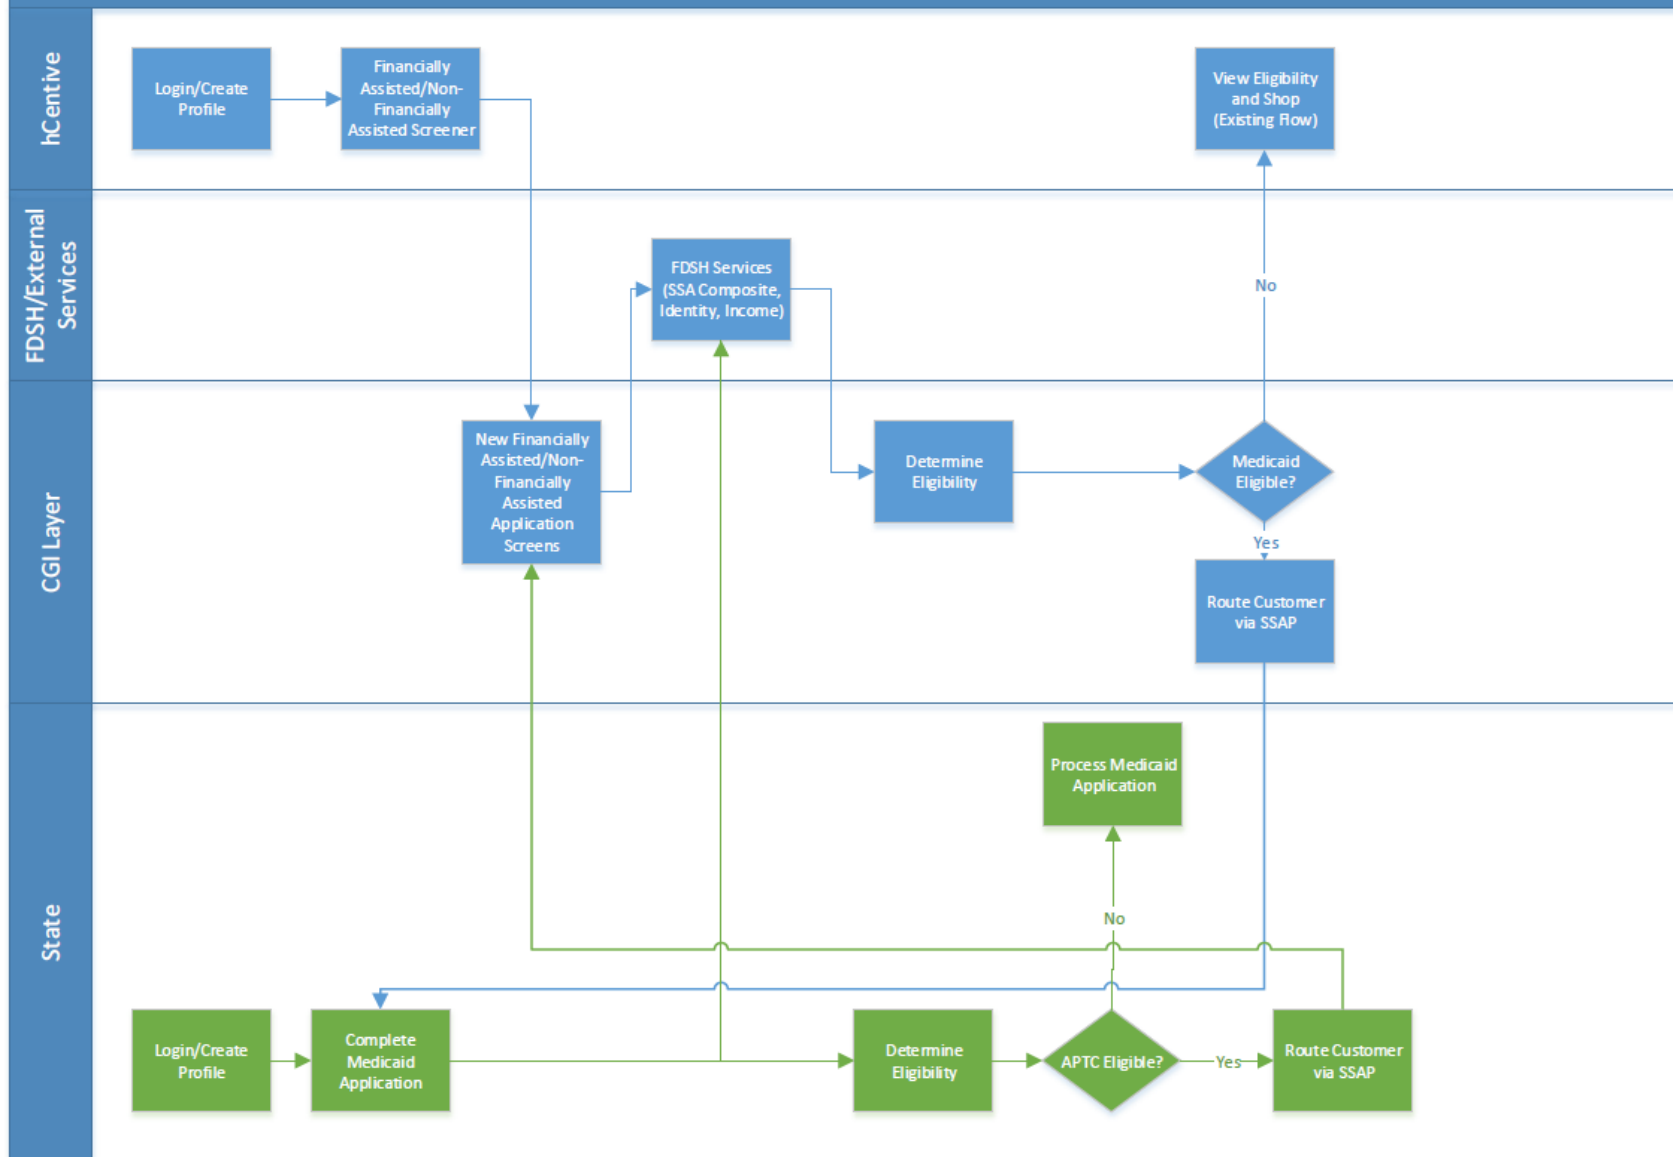 hCentive
Login/Create
Profile
Financially
Assisted/Non-
Financially
Assisted Screener
View Eligibility
and Shop
(Existing Flow)
FDSH/External
Services
FDSH Services
(SSA Composite,
Identity, Income)
No
CGI Layer
New Financially
Assisted/Non-
Financially
Assisted
Application
Screens
Determine
Eligibility
Medicaid
Eligible?
Yes
Route Customer
via SSAP
State
Process Medicaid
Application
No
Login/Create
Profile
Complete
Medicaid
Application
Determine
Eligibility
APTC Eligible?
Yes
Route Customer
via SSAP